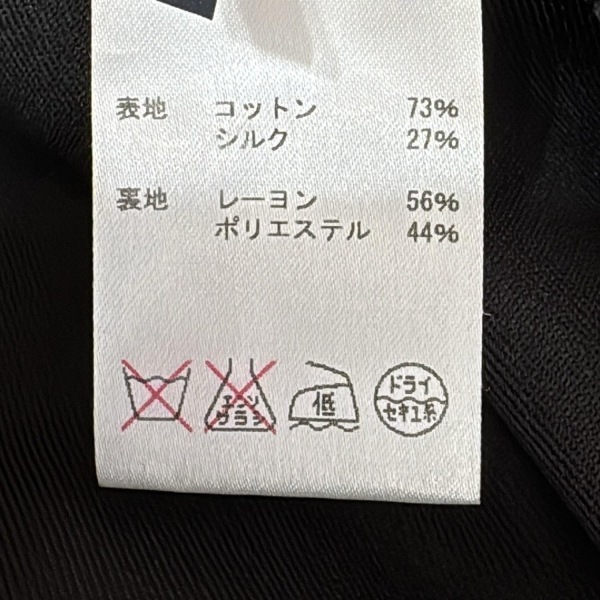 表地 コットン 73%
シルク 27%
裏地 レーヨン 56%
ポリエステル 44%
エンソ
サラシ
低
ドライ
セキユ系